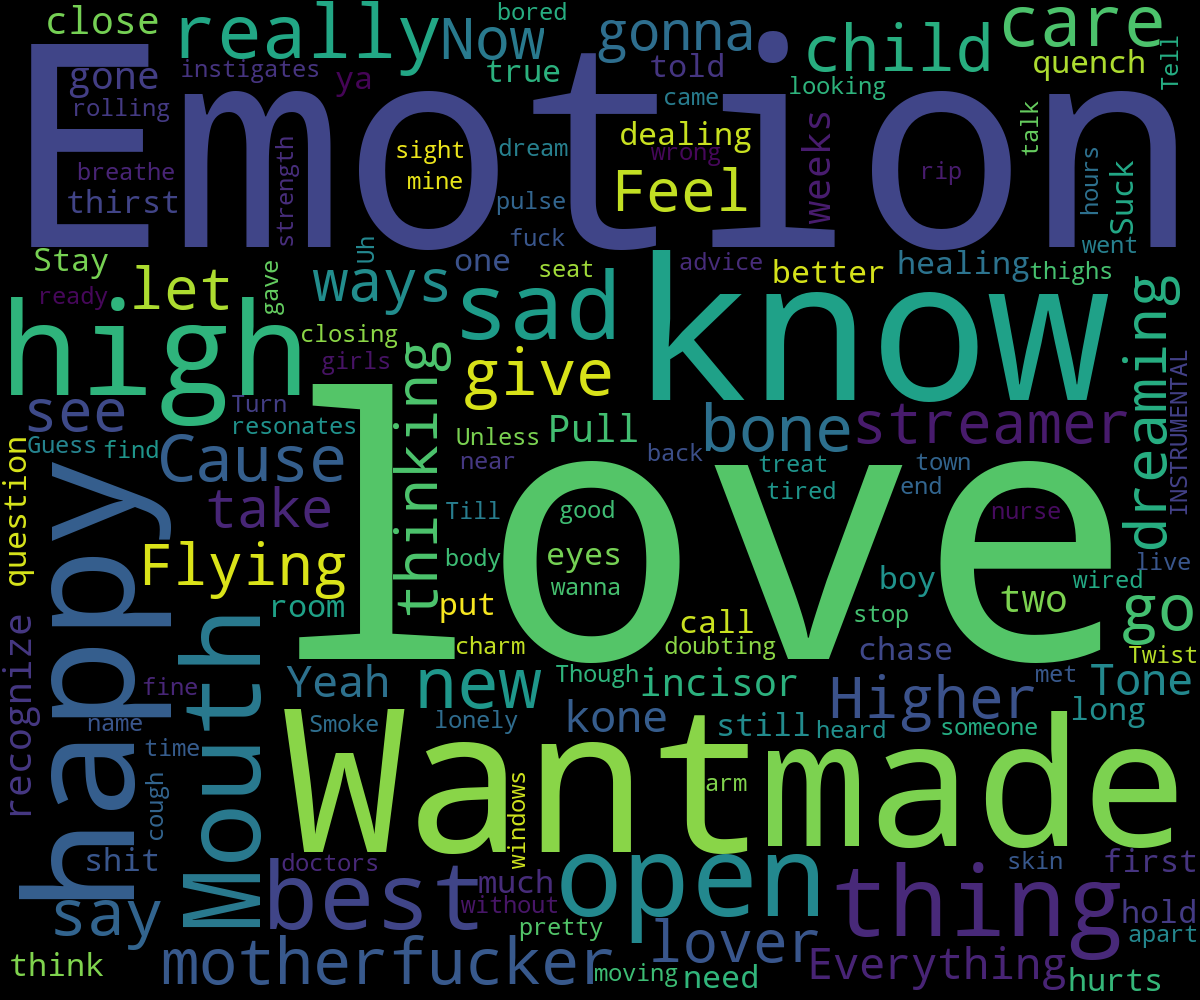 close
really
Now
bored
gonna
child
care
gone
instigates
ya
true
told
looking
quench
Tell
rolling
Emotion
came
breathe
thirst
strength
sight
mine
dream
pulse
fuck
dealing
wrong
Feel
weeks
rip
talk
hours
Suck
went
Stay
ready
let
gave
Uh
ways
one
seat
advice
better
healing
thighs
high
closing
girls
sad
know
dreaming
INSTRUMENTAL
thinking
give
see
Turn
resonates
Guess
find
Cause
Unless
Pull
near
back
bone
streamer
treat
tired
town
end
question
happy
take
love
Till
good
nurse
Flying
body
eyes
wanna
boy
wired
live
room
put
call
doubting
stop
two
go
charm
chase
Twist
recognize
Mouth
fine
name
time
cough
Yeah
new
Though
incisor
Higher
met
Tone
long
Smoke
lonely
kone
still
heard
someone
Want
made
arm
windows
shit
doctors
best
much
without
pretty
open
thing
skin
first
hold
apart
say
lover
think
motherfucker
moving
need
Everything
hurts